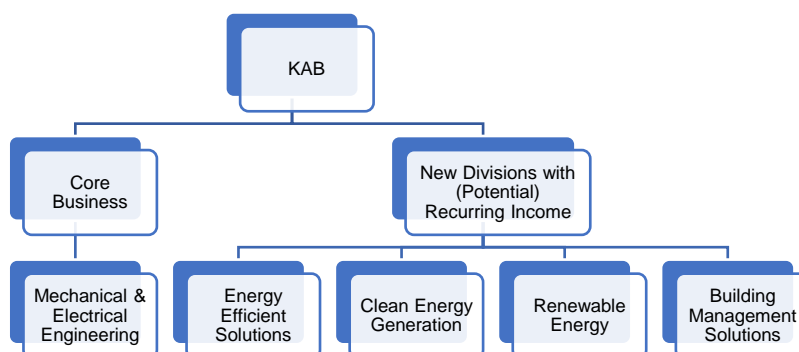 KAB
Core
Business
New Divisions with
(Potential)
Recurring Income
Mechanical &
Electrical
Engineering
Energy
Efficient
Solutions
Clean Energy
Generation
Renewable
Energy
Building
Management
Solutions